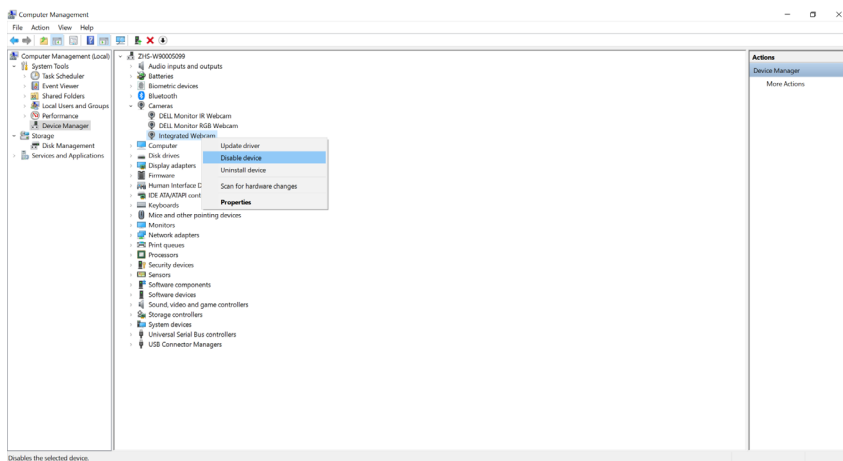 Computer Management
File Action View Help
Computer Management (Local)
System Tools
Task Scheduler
Event Viewer
Shared Folders
Local Users and Groups
Performance
Device Manager
Storage
Disk Management
Services and Applications
ZHS-W90005099
Audio inputs and outputs
Batteries
Biometric devices
Bluetooth
Cameras
DELL Monitor IR Webcam
DELL Monitor RGB Webcam
Integrated Webcam
Computer
Disk drives
Display adapters
Firmware
Human Interface D
IDE ATA/ATAPI cont
Keyboards
Mice and other pointing devices
Monitors
Network adapters
Print queues
Processors
Security devices
Sensors
Software components
Software devices
Sound, video and game controllers
Storage controllers
System devices
Universal Serial Bus controllers
USB Connector Managers
Update driver
Disable device
Uninstall device
Scan for hardware changes
Properties
Actions
Device Manager
More Actions
Disables the selected device.